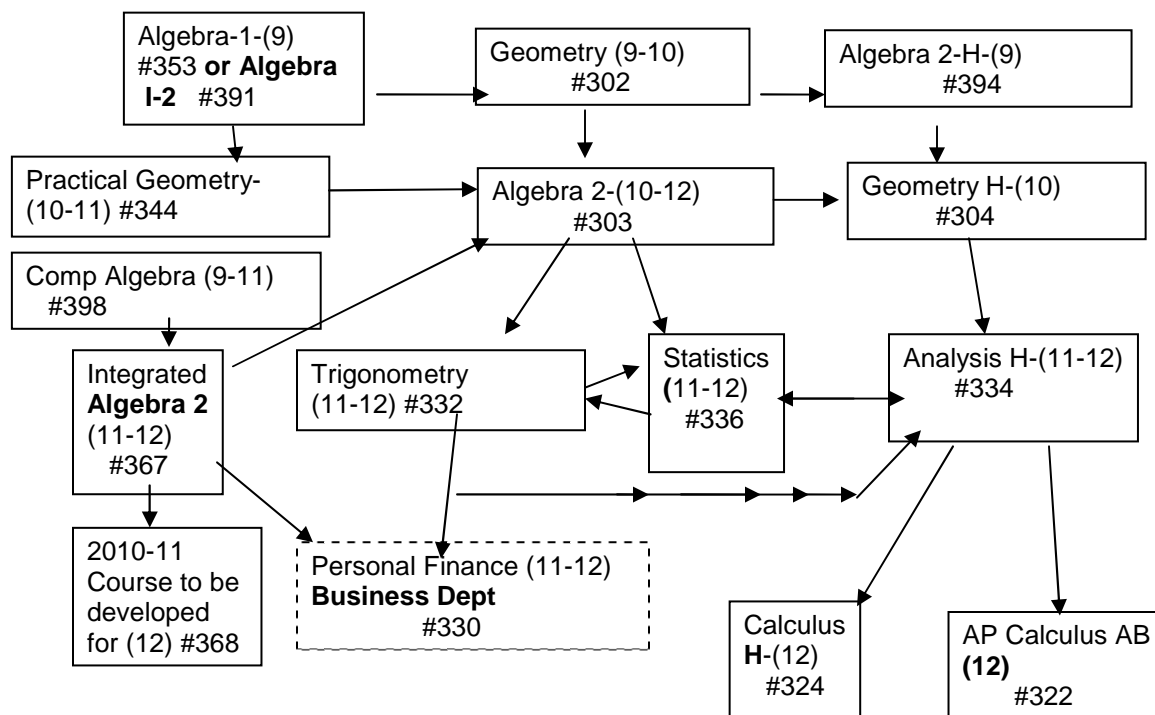 Algebra-1-(9)
#353 or Algebra
I-2 #391
Geometry (9-10)
#302
Algebra 2-H-(9)
#394
Practical Geometry-
(10-11) #344
Algebra 2-(10-12)
#303
Geometry H-(10)
#304
Comp Algebra (9-11)
#398
Integrated
Algebra 2
(11-12)
#367
Trigonometry
(11-12) #332
Statistics
(11-12)
#336
Analysis H-(11-12)
#334
2010-11
Course to be
developed
for (12) #368
Personal Finance (11-12)
Business Dept
#330
Calculus
H-(12)
#324
AP Calculus AB
(12)
#322